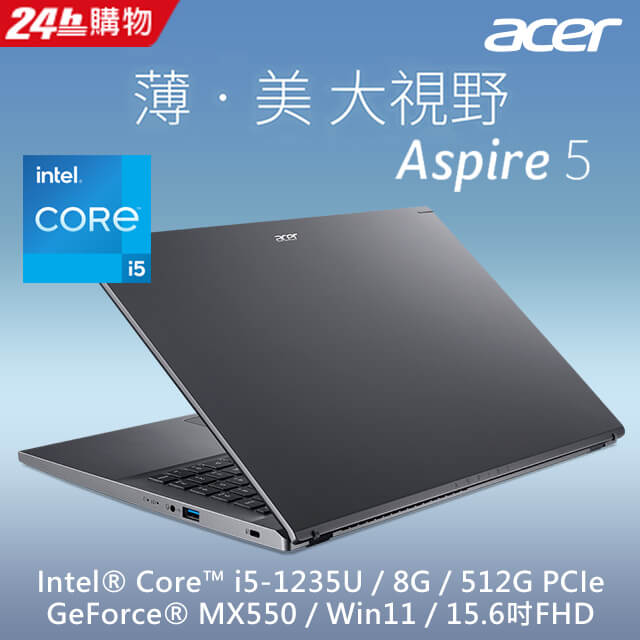 24h購物
acer
薄・美 大視野
Aspire 5
intel.
CORE™
i5
acer
Intel® Core™ i5-1235U / 8G / 512G PCIe
GeForce® MX550 / Win11 / 15.6吋FHD